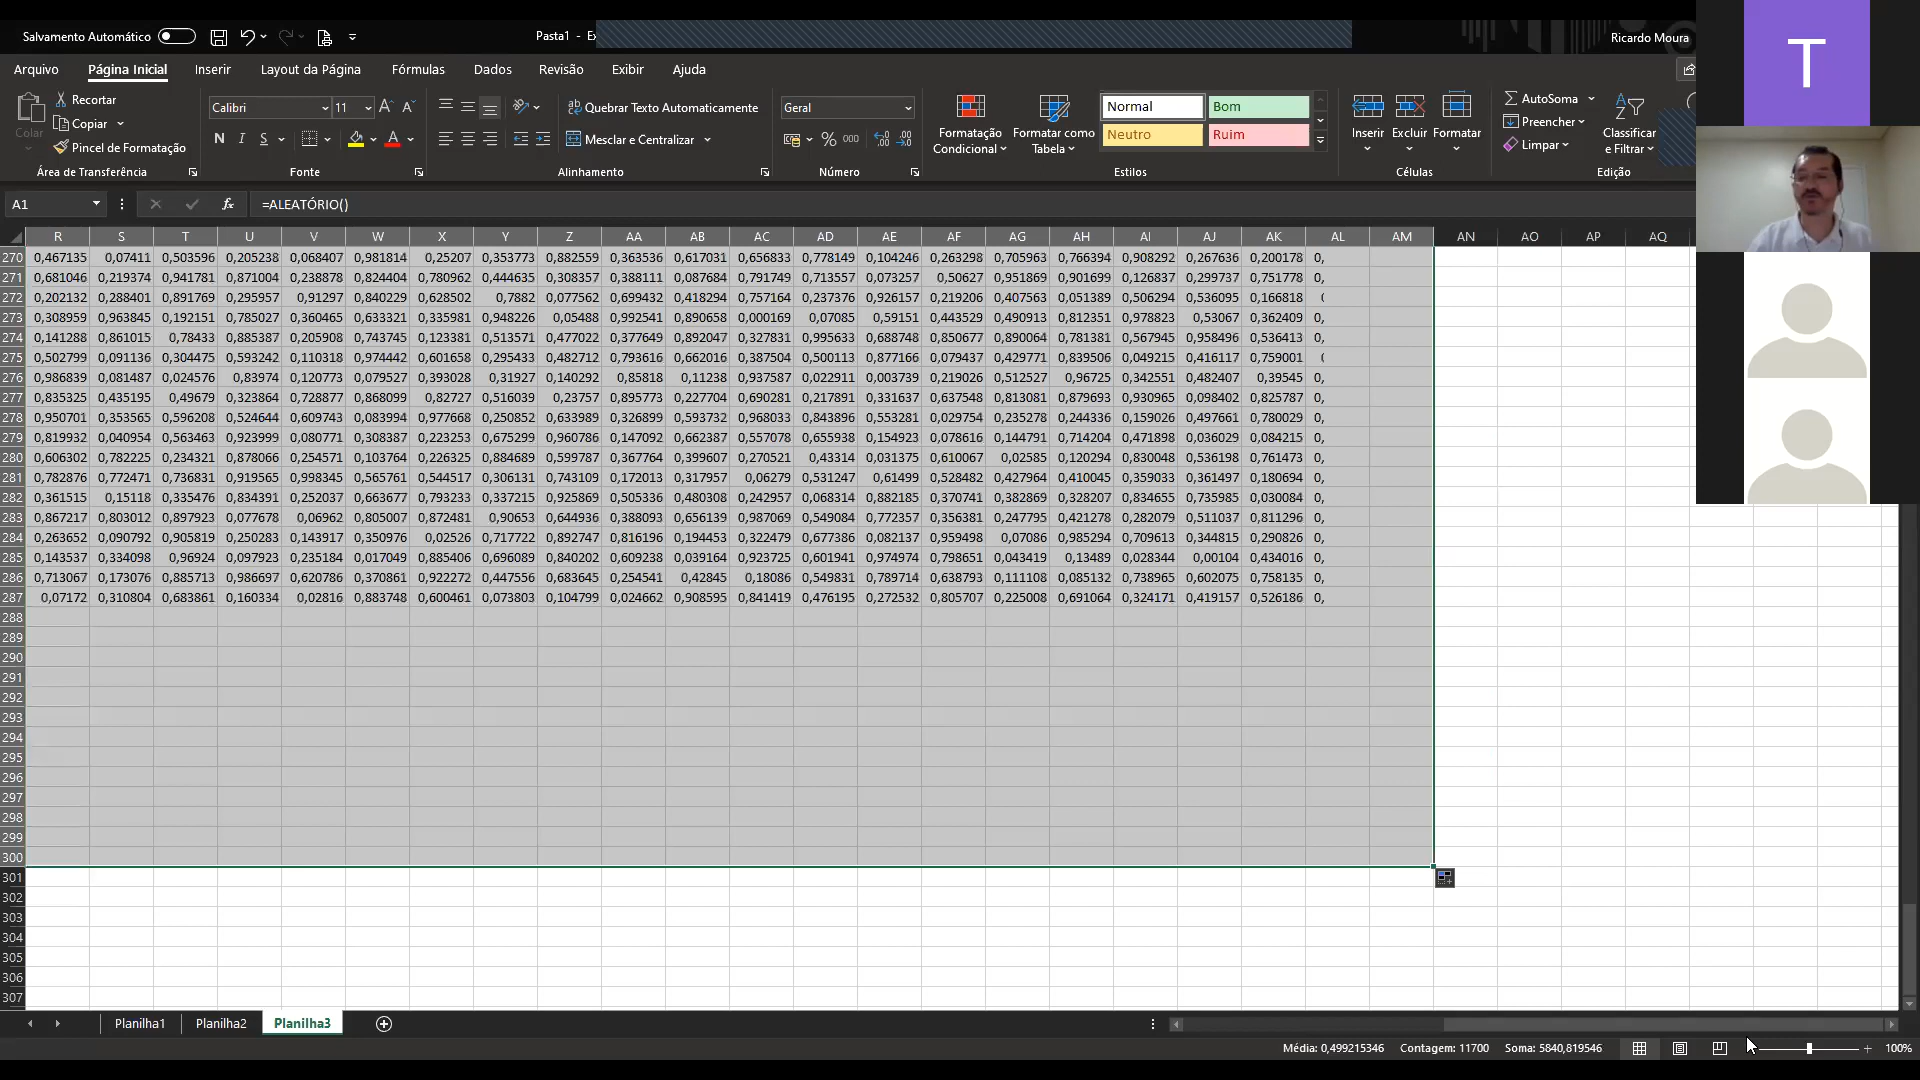 Salvamento Automático
Pasta1 - Ex
Ricardo Moura
T
Arquivo Página Inicial Inserir Layout da Página Fórmulas Dados Revisão Exibir Ajuda
Colar
Recortar
Copiar
Pincel de Formatação
Área de Transferência
Calibri 11
N I S
Fonte
Quebrar Texto Automaticamente
Mesclar e Centralizar
Alinhamento
Geral
% 000
Número
Formatação Condicional
Formatar como Tabela
Normal Bom
Neutro Ruim
Estilos
Inserir Excluir Formatar
Células
AutoSoma
Preencher
Limpar
Classificar e Filtrar
Edição
A1 fx =ALEATÓRIO()
R S T U V W X Y Z AA AB AC AD AE AF AG AH AI AJ AK AL AM AN AO AP AQ
270 0,467135 0,07411 0,503596 0,205238 0,068407 0,981814 0,25207 0,353773 0,882559 0,363536 0,617031 0,656833 0,778149 0,104246 0,263298 0,705963 0,766394 0,908292 0,267636 0,200178 0,
271 0,681046 0,219374 0,941781 0,871004 0,238878 0,824404 0,780962 0,444635 0,308357 0,388111 0,087684 0,791749 0,713557 0,073257 0,50627 0,951869 0,901699 0,126837 0,299737 0,751778 0,
272 0,202132 0,288401 0,891769 0,295957 0,91297 0,840229 0,628502 0,7882 0,077562 0,699432 0,418294 0,757164 0,237376 0,926157 0,219206 0,407563 0,051389 0,506294 0,536095 0,166818
273 0,308959 0,963845 0,192151 0,785027 0,360465 0,633321 0,335981 0,948226 0,05488 0,992541 0,890658 0,000169 0,07085 0,59151 0,443529 0,490913 0,812351 0,978823 0,53067 0,362409 0,
274 0,141288 0,861015 0,78433 0,885387 0,205908 0,743745 0,123381 0,513571 0,477022 0,377649 0,892047 0,327831 0,995633 0,688748 0,850677 0,890064 0,781381 0,567945 0,958496 0,536413 0,
275 0,502799 0,091136 0,304475 0,593242 0,110318 0,974442 0,601658 0,295433 0,482712 0,793616 0,662016 0,387504 0,500113 0,877166 0,079437 0,429771 0,839506 0,049215 0,416117 0,759001
276 0,986839 0,081487 0,024576 0,83974 0,120773 0,079527 0,393028 0,31927 0,140292 0,85818 0,11238 0,937587 0,022911 0,003739 0,219026 0,512527 0,96725 0,342551 0,482407 0,39545 0,
277 0,835325 0,435195 0,49679 0,323864 0,728877 0,868099 0,82727 0,516039 0,23757 0,895773 0,227704 0,690281 0,217891 0,331637 0,637548 0,813081 0,879693 0,930965 0,098402 0,825787 0,
278 0,950701 0,353565 0,596208 0,524644 0,609743 0,083994 0,977668 0,250852 0,633989 0,326899 0,593732 0,968033 0,843896 0,553281 0,029754 0,235278 0,244336 0,159026 0,497661 0,780029 0,
279 0,819932 0,040954 0,563463 0,923999 0,080771 0,308387 0,223253 0,675299 0,960786 0,147092 0,662387 0,557078 0,655938 0,154923 0,078616 0,144791 0,714204 0,471898 0,036029 0,084215 0,
280 0,606302 0,782225 0,234321 0,878066 0,254571 0,103764 0,226325 0,884689 0,599787 0,367764 0,399607 0,270521 0,43314 0,031375 0,610067 0,02585 0,120294 0,830048 0,536198 0,761473 0,
281 0,782876 0,772471 0,736831 0,919565 0,998345 0,565761 0,544517 0,306131 0,743109 0,172013 0,317957 0,06279 0,531247 0,61499 0,528482 0,427964 0,410045 0,359033 0,361497 0,180694 0,
282 0,361515 0,15118 0,335476 0,834391 0,252037 0,663677 0,793233 0,337215 0,925869 0,505336 0,480308 0,242957 0,068314 0,882185 0,370741 0,382869 0,328207 0,834655 0,735985 0,030084 0,
283 0,867217 0,803012 0,897923 0,077678 0,06962 0,805007 0,872481 0,90653 0,644936 0,388093 0,656139 0,987069 0,549084 0,772357 0,356381 0,247795 0,421278 0,282079 0,511037 0,811296 0,
284 0,263652 0,090792 0,905819 0,250283 0,143917 0,350976 0,02526 0,717722 0,892747 0,816196 0,194453 0,322479 0,677386 0,082137 0,959498 0,07086 0,985294 0,709613 0,344815 0,290826 0,
285 0,143537 0,334098 0,96924 0,097923 0,235184 0,017049 0,885406 0,696089 0,840202 0,609238 0,039164 0,923725 0,601941 0,974974 0,798651 0,043419 0,13489 0,028344 0,00104 0,434016 0,
286 0,713067 0,173076 0,885713 0,986697 0,620786 0,370861 0,922272 0,447556 0,683645 0,254541 0,42845 0,18086 0,549831 0,789714 0,638793 0,111108 0,085132 0,738965 0,602075 0,758135 0,
287 0,07172 0,310804 0,683861 0,160334 0,02816 0,883748 0,600461 0,073803 0,104799 0,024662 0,908595 0,841419 0,476195 0,272532 0,805707 0,225008 0,691064 0,324171 0,419157 0,526186 0,
288
289
290
291
292
293
294
295
296
297
298
299
300
301
302
303
304
305
306
307
Planilha1 Planilha2 Planilha3
Média: 0,499215346 Contagem: 11700 Soma: 5840,819546 100%